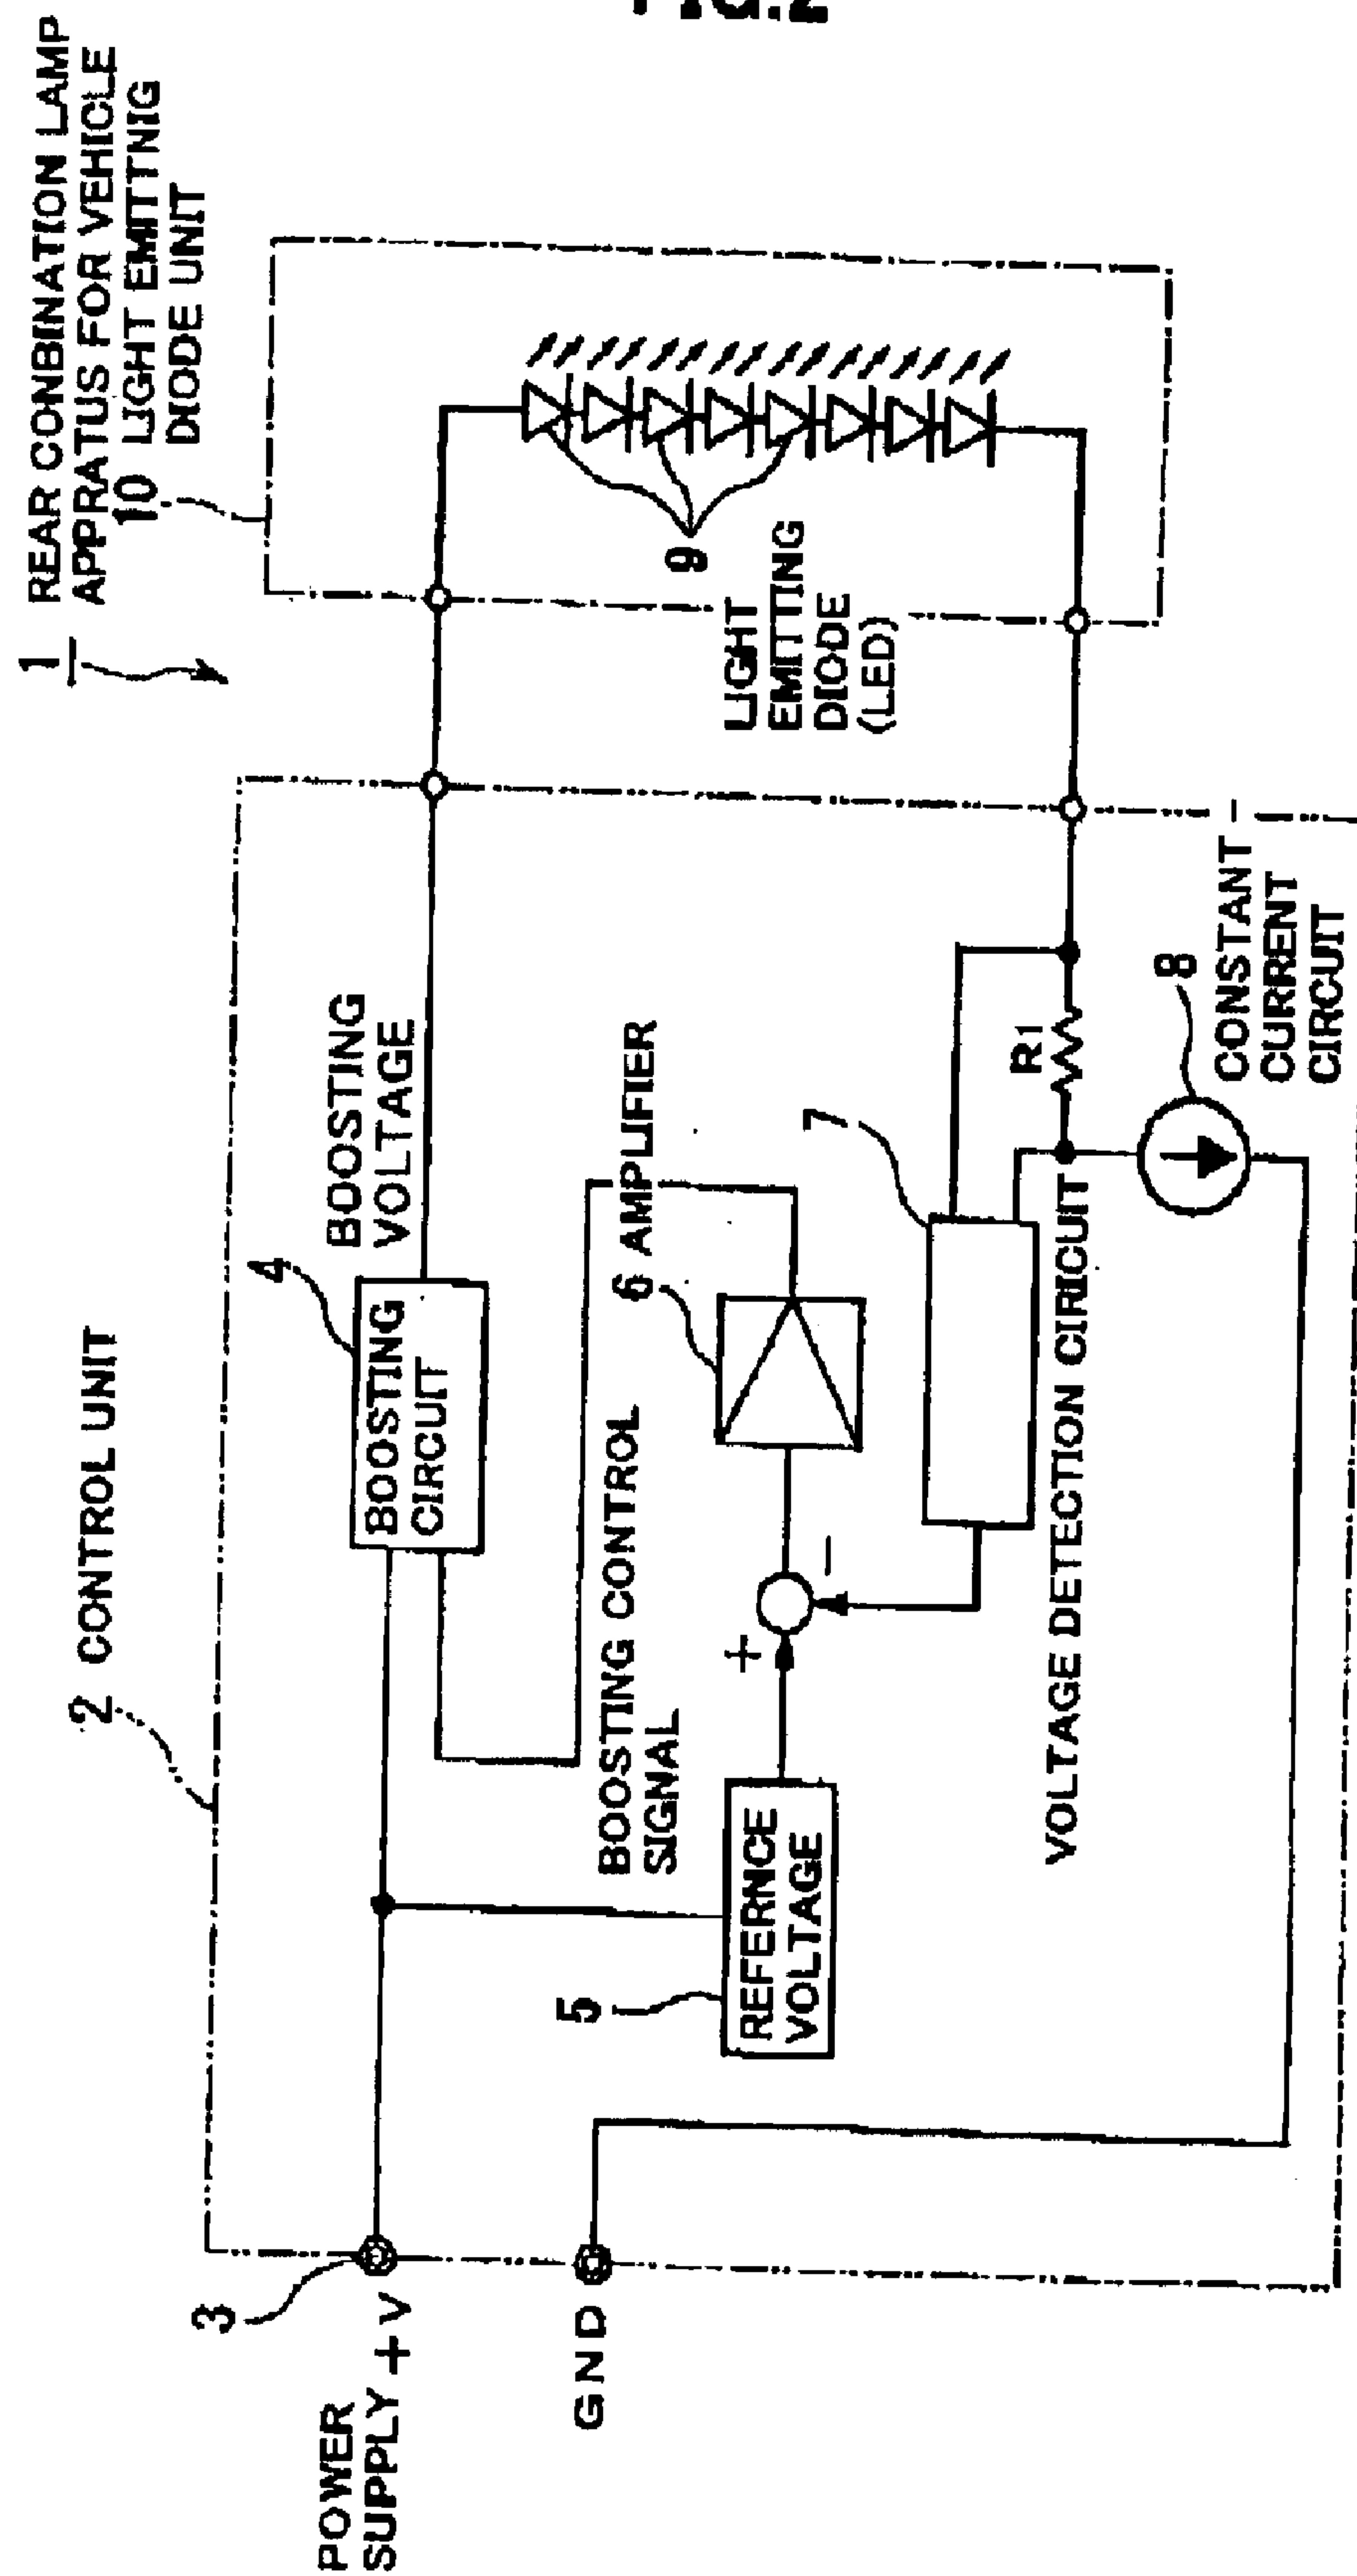 FIG.2
1
REAR CONBINATION LAMP
APPRATUS FOR VEHICLE
10 LIGHT EMITTNIG
DIODE UNIT
2 CONTROL UNIT
3
POWER
SUPPLY +V
GND
4
BOOSTING
CIRCUIT
BOOSTING
VOLTAGE
6 AMPLIFIER
BOOSTING CONTROL
SIGNAL
5
REFERNCE
VOLTAGE
+
-
7
VOLTAGE DETECTION CIRICUIT
R1
8
CONSTANT-
CURRENT
CIRCUIT
9
LIGHT
EMITTING
DIODE
(LED)